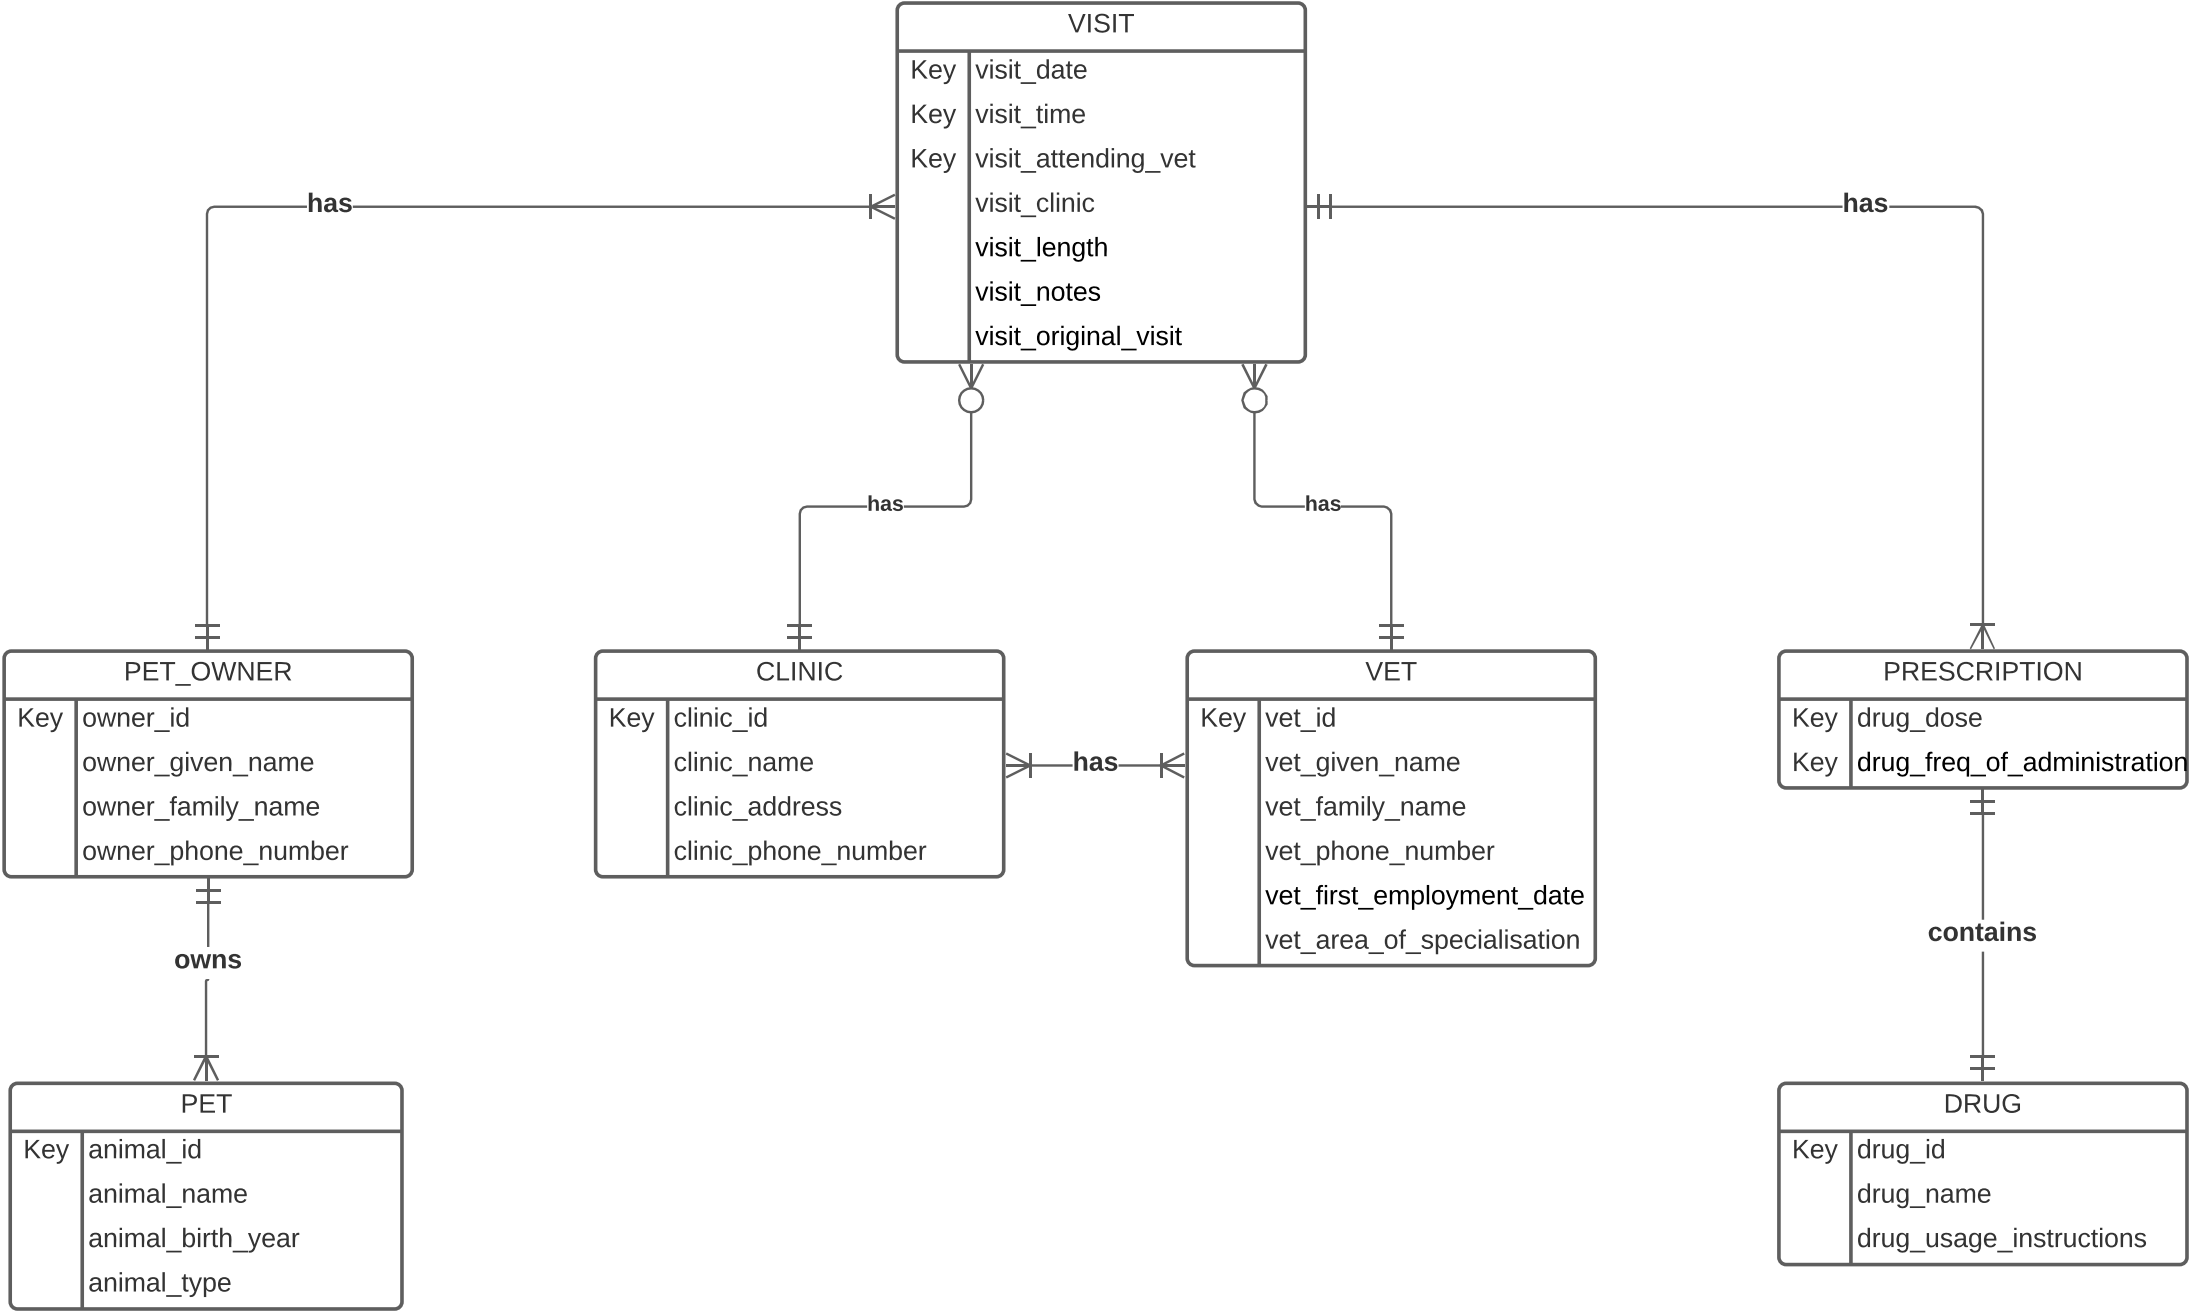 VISIT
Key visit_date
Key visit_time
Key visit_attending_vet
visit_clinic
visit_length
visit_notes
visit_original_visit
has
has
has
has
PET_OWNER
Key owner_id
owner_given_name
owner_family_name
owner_phone_number
CLINIC
Key clinic_id
clinic_name
clinic_address
clinic_phone_number
has
VET
Key vet_id
vet_given_name
vet_family_name
vet_phone_number
vet_first_employment_date
vet_area_of_specialisation
PRESCRIPTION
Key drug_dose
Key drug_freq_of_administration
owns
contains
PET
Key animal_id
animal_name
animal_birth_year
animal_type
DRUG
Key drug_id
drug_name
drug_usage_instructions